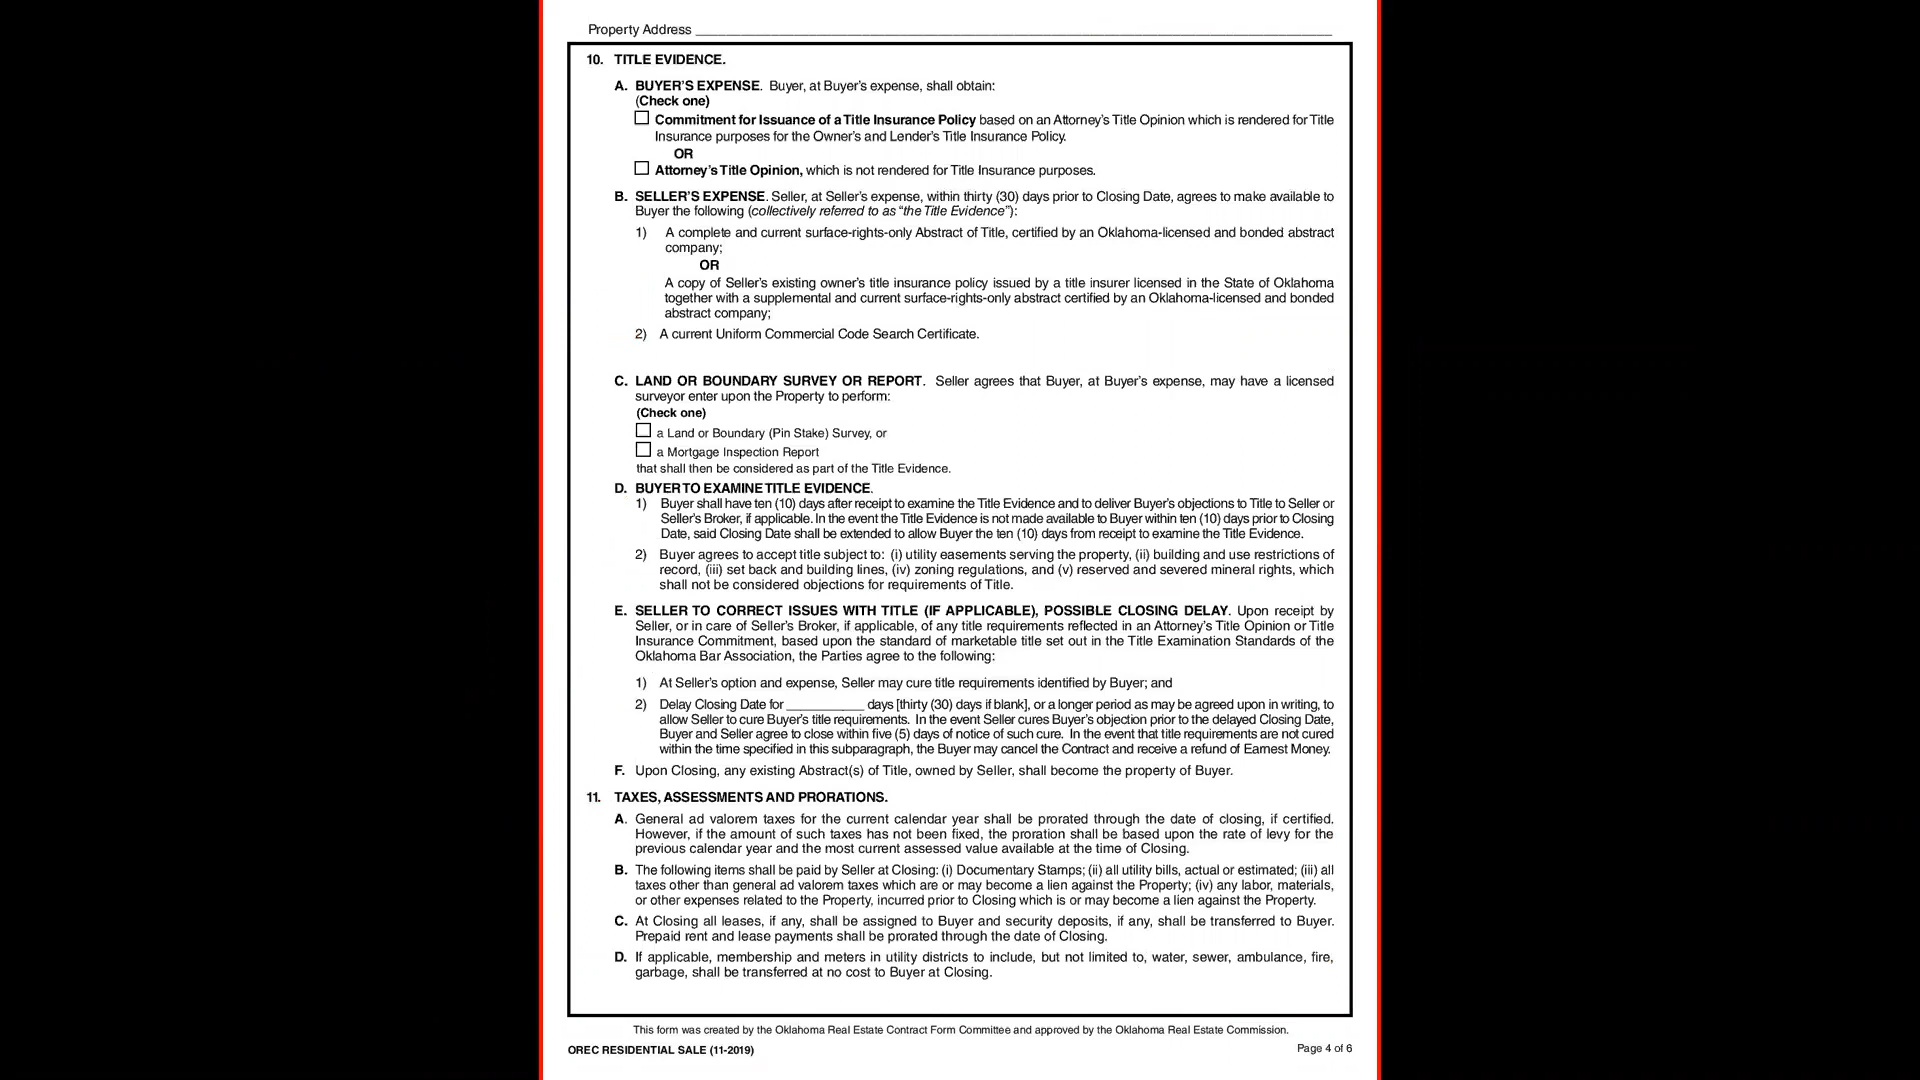 Property Address
10. TITLE EVIDENCE.
A. BUYER'S EXPENSE. Buyer, at Buyer's expense, shall obtain:
(Check one)
Commitment for Issuance of a Title Insurance Policy based on an Attorney's Title Opinion which is rendered for Title
Insurance purposes for the Owner's and Lender's Title Insurance Policy.
OR
Attorney's Title Opinion, which is not rendered for Title Insurance purposes.
B. SELLER'S EXPENSE. Seller, at Seller's expense, within thirty (30) days prior to Closing Date, agrees to make available to
Buyer the following (collectively referred to as "the Title Evidence"):
1) A complete and current surface-rights-only Abstract of Title, certified by an Oklahoma-licensed and bonded abstract
company;
OR
A copy of Seller's existing owner's title insurance policy issued by a title insurer licensed in the State of Oklahoma
together with a supplemental and current surface-rights-only abstract certified by an Oklahoma-licensed and bonded
abstract company;
2) A current Uniform Commercial Code Search Certificate.
C. LAND OR BOUNDARY SURVEY OR REPORT. Seller agrees that Buyer, at Buyer's expense, may have a licensed
surveyor enter upon the Property to perform:
(Check one)
a Land or Boundary (Pin Stake) Survey, or
a Mortgage Inspection Report
that shall then be considered as part of the Title Evidence.
D. BUYER TO EXAMINE TITLE EVIDENCE.
1) Buyer shall have ten (10) days after receipt to examine the Title Evidence and to deliver Buyer's objections to Title to Seller or
Seller's Broker, if applicable. In the event the Title Evidence is not made available to Buyer within ten (10) days prior to Closing
Date, said Closing Date shall be extended to allow Buyer the ten (10) days from receipt to examine the Title Evidence.
2) Buyer agrees to accept title subject to: (i) utility easements serving the property, (ii) building and use restrictions of
record, (iii) set back and building lines, (iv) zoning regulations, and (v) reserved and severed mineral rights, which
shall not be considered objections for requirements of Title.
E. SELLER TO CORRECT ISSUES WITH TITLE (IF APPLICABLE), POSSIBLE CLOSING DELAY. Upon receipt by
Seller, or in care of Seller's Broker, if applicable, of any title requirements reflected in an Attorney's Title Opinion or Title
Insurance Commitment, based upon the standard of marketable title set out in the Title Examination Standards of the
Oklahoma Bar Association, the Parties agree to the following:
1) At Seller's option and expense, Seller may cure title requirements identified by Buyer; and
2) Delay Closing Date for ___________ days [thirty (30) days if blank], or a longer period as may be agreed upon in writing, to
allow Seller to cure Buyer's title requirements. In the event Seller cures Buyer's objection prior to the delayed Closing Date,
Buyer and Seller agree to close within five (5) days of notice of such cure. In the event that title requirements are not cured
within the time specified in this subparagraph, the Buyer may cancel the Contract and receive a refund of Earnest Money.
F. Upon Closing, any existing Abstract(s) of Title, owned by Seller, shall become the property of Buyer.
11. TAXES, ASSESSMENTS AND PRORATIONS.
A. General ad valorem taxes for the current calendar year shall be prorated through the date of closing, if certified.
However, if the amount of such taxes has not been fixed, the proration shall be based upon the rate of levy for the
previous calendar year and the most current assessed value available at the time of Closing.
B. The following items shall be paid by Seller at Closing: (i) Documentary Stamps; (ii) all utility bills, actual or estimated; (iii) all
taxes other than general ad valorem taxes which are or may become a lien against the Property; (iv) any labor, materials,
or other expenses related to the Property, incurred prior to Closing which is or may become a lien against the Property.
C. At Closing all leases, if any, shall be assigned to Buyer and security deposits, if any, shall be transferred to Buyer.
Prepaid rent and lease payments shall be prorated through the date of Closing.
D. If applicable, membership and meters in utility districts to include, but not limited to, water, sewer, ambulance, fire,
garbage, shall be transferred at no cost to Buyer at Closing.
This form was created by the Oklahoma Real Estate Contract Form Committee and approved by the Oklahoma Real Estate Commission.
OREC RESIDENTIAL SALE (11-2019)
Page 4 of 6